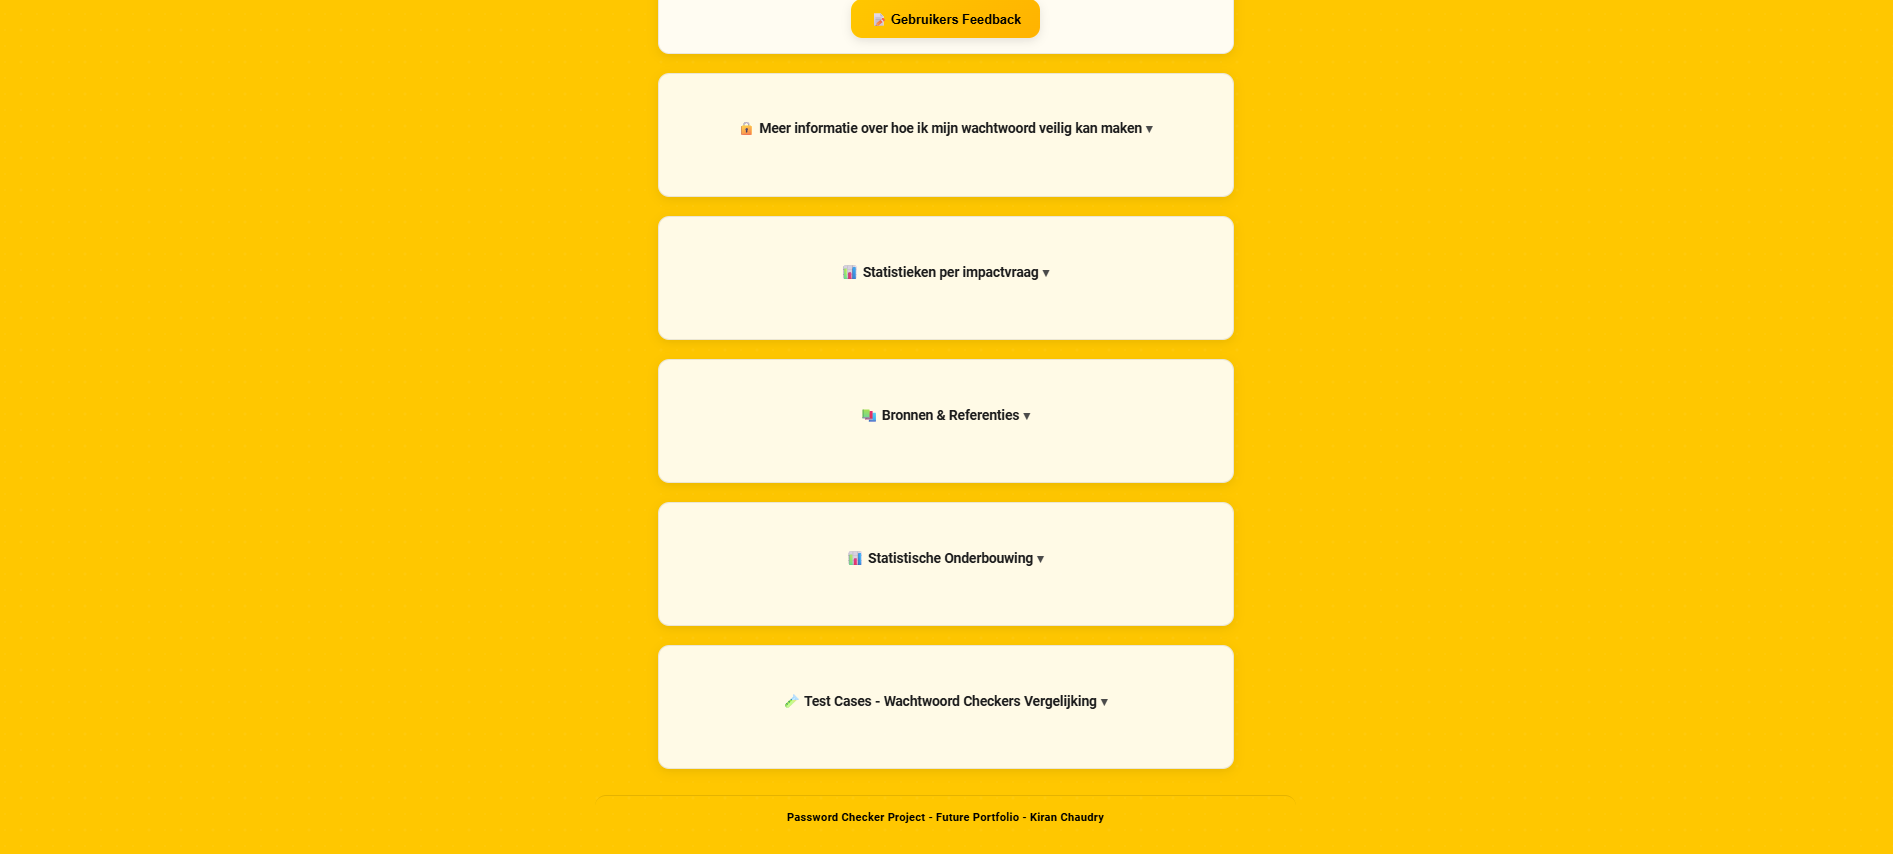 📝 Gebruikers Feedback
🔒 Meer informatie over hoe ik mijn wachtwoord veilig kan maken ▼
📊 Statistieken per impactvraag ▼
📚 Bronnen & Referenties ▼
📊 Statistische Onderbouwing ▼
🧪 Test Cases - Wachtwoord Checkers Vergelijking ▼
Password Checker Project - Future Portfolio - Kiran Chaudry